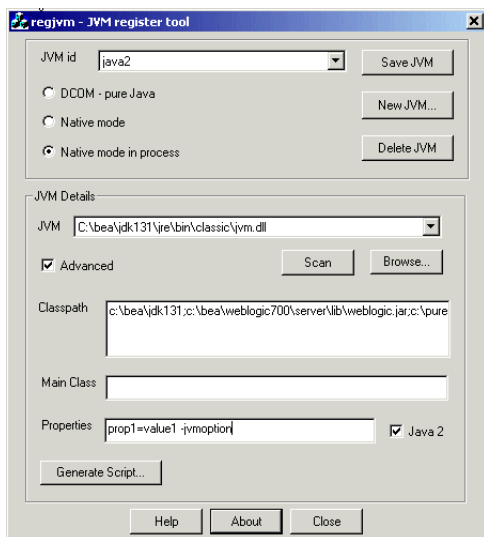 regjvm - JVM register tool
JVM id java2 Save JVM
DCOM - pure Java
New JVM...
Native mode
Native mode in process Delete JVM
JVM Details
JVM C:\bea\jdk131\jre\bin\classic\jvm.dll
Advanced Scan Browse...
Classpath c:\bea\jdk131;c:\bea\weblogic700\server\lib\weblogic.jar;c:\pure
Main Class
Properties prop1=value1 -jvmoption Java 2
Generate Script...
Help About Close